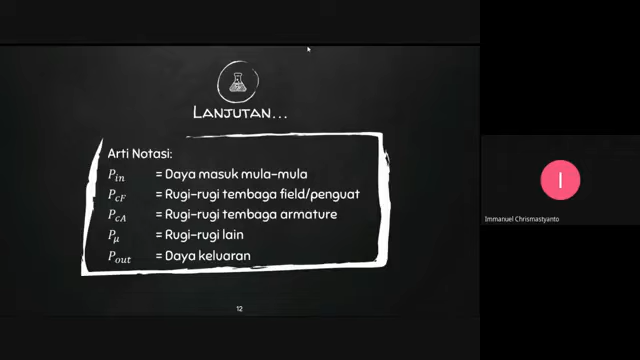 LANJUTAN...
Arti Notasi:
P_in = Daya masuk mula-mula
P_cF = Rugi-rugi tembaga field/penguat
P_cA = Rugi-rugi tembaga armature
P_μ = Rugi-rugi lain
P_out = Daya keluaran
12
I
Immanuel Chrismastyanto